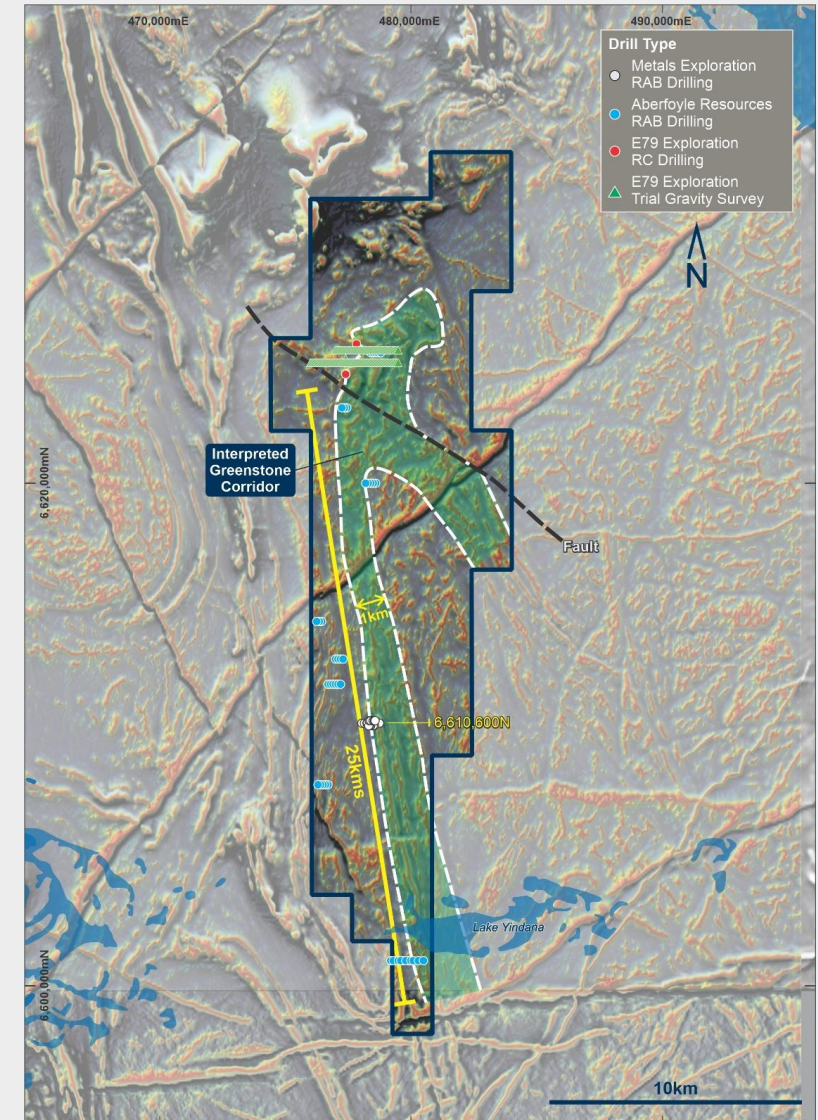 470,000mE
480,000mE
490,000mE
Drill Type
Metals Exploration
RAB Drilling
Aberfoyle Resources
RAB Drilling
E79 Exploration
RC Drilling
E79 Exploration
Trial Gravity Survey
N
Interpreted
Greenstone
Corridor
6,620,000mN
Fault
1km
6,610,600N
25kms
Lake Yindana
6,600,000mN
10km